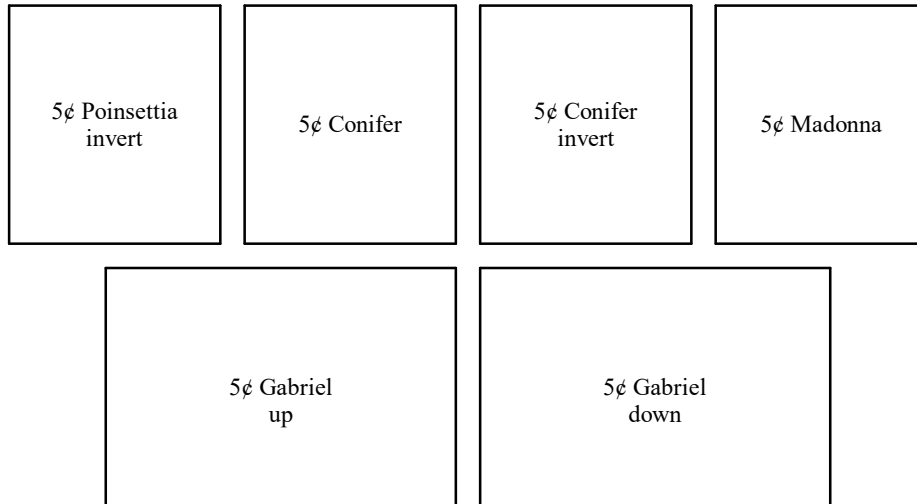 5¢ Poinsettia
invert
5¢ Conifer
5¢ Conifer
invert
5¢ Madonna
5¢ Gabriel
up
5¢ Gabriel
down